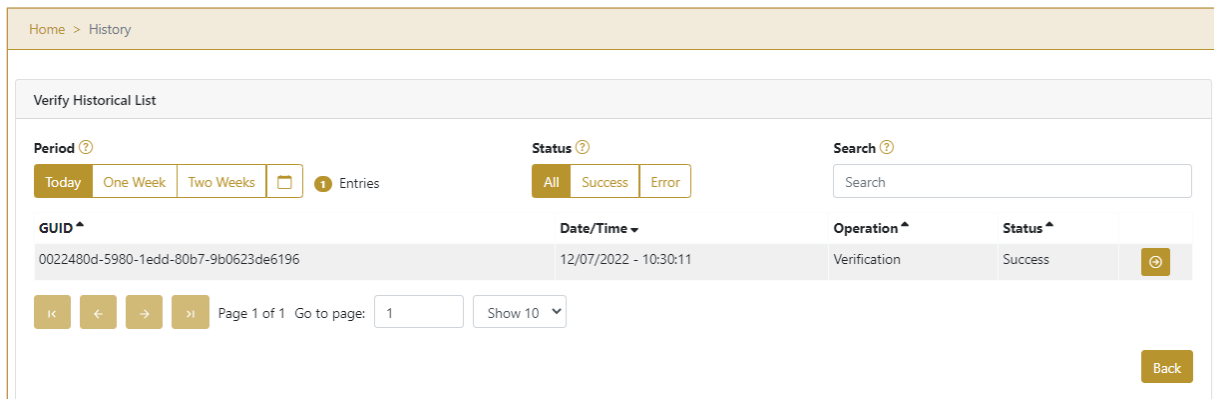 Home > History
Verify Historical List
Period ? Status ? Search ?
Today One Week Two Weeks 1 Entries All Success Error Search
GUID Date/Time Operation Status
0022480d-5980-1edd-80b7-9b0623de6196 12/07/2022 - 10:30:11 Verification Success
Page 1 of 1 Go to page: 1 Show 10
Back